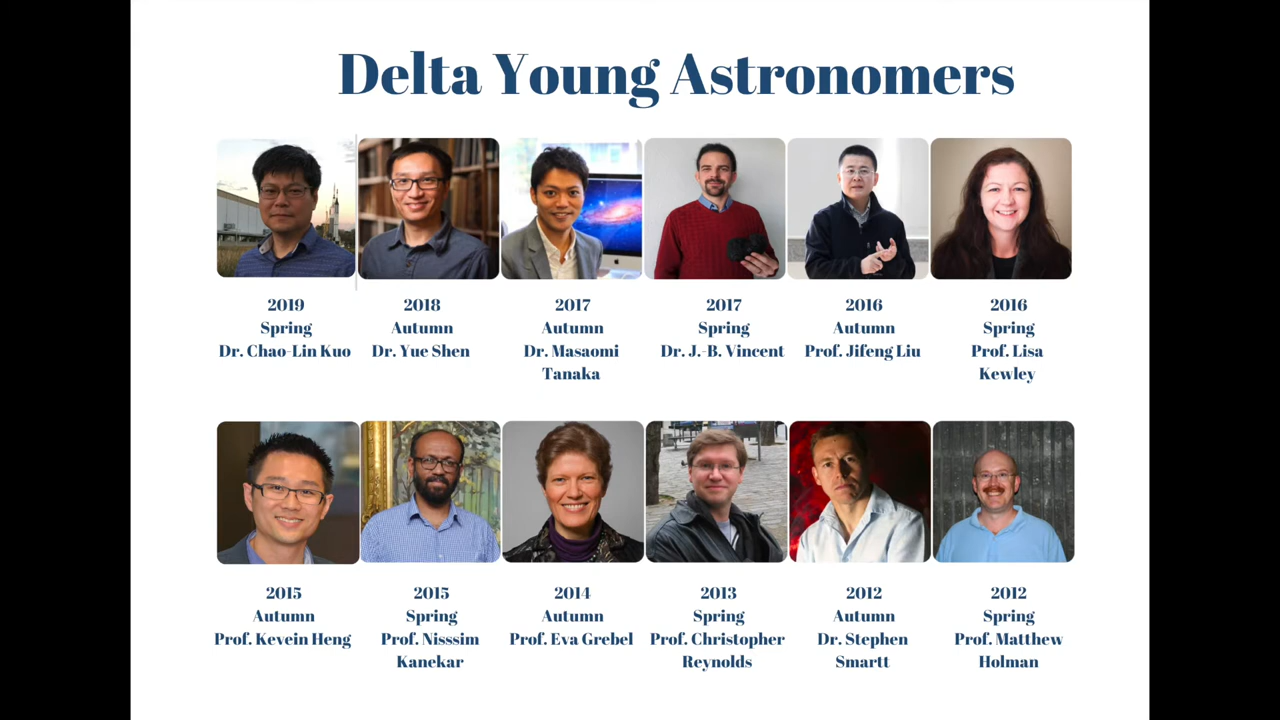 Delta Young Astronomers
2019
Spring
Dr. Chao-Lin Kuo
2018
Autumn
Dr. Yue Shen
2017
Autumn
Dr. Masaomi
Tanaka
2017
Spring
Dr. J.-B. Vincent
2016
Autumn
Prof. Jifeng Liu
2016
Spring
Prof. Lisa
Kewley
2015
Autumn
Prof. Kevein Heng
2015
Spring
Prof. Nisssim
Kanekar
2014
Autumn
Prof. Eva Grebel
2013
Spring
Prof. Christopher
Reynolds
2012
Autumn
Dr. Stephen
Smartt
2012
Spring
Prof. Matthew
Holman